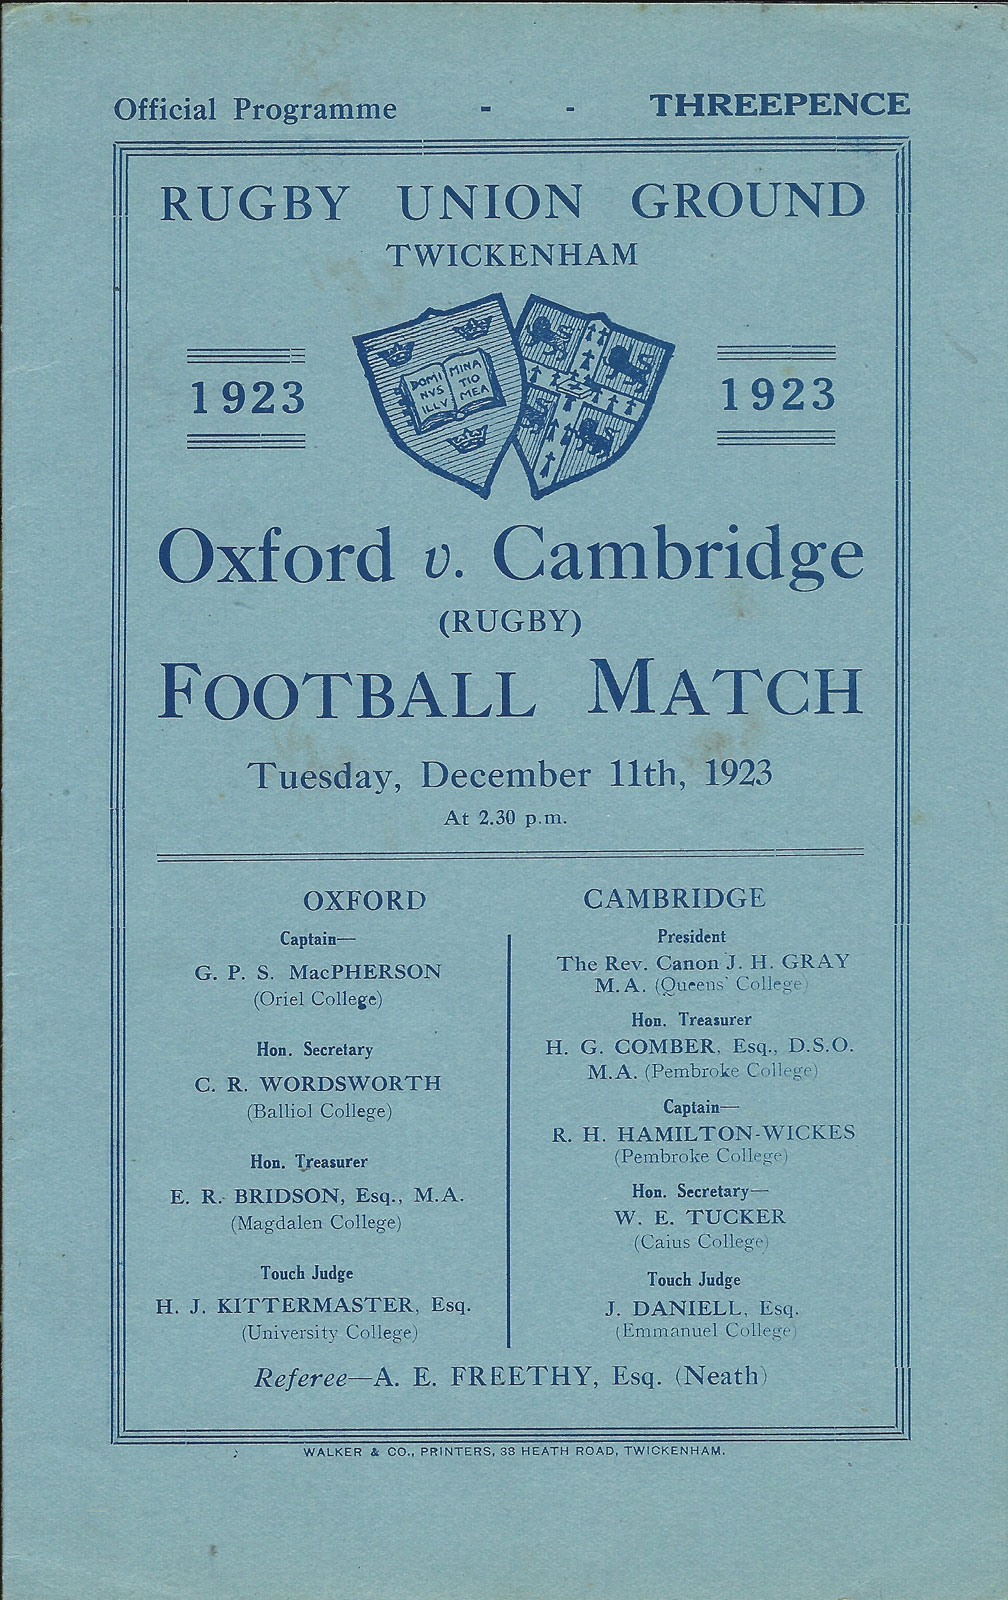 Official Programme - - THREEPENCE
RUGBY UNION GROUND
TWICKENHAM
1923
DOMI
NVS
ILLV
MINA
TIO
MEA
1923
Oxford v. Cambridge
(RUGBY)
FOOTBALL MATCH
Tuesday, December 11th, 1923
At 2.30 p.m.
OXFORD
Captain—
G. P. S. MacPHERSON
(Oriel College)
Hon. Secretary
C. R. WORDSWORTH
(Balliol College)
Hon. Treasurer
E. R. BRIDSON, Esq., M.A.
(Magdalen College)
Touch Judge
H. J. KITTERMASTER, Esq.
(University College)
CAMBRIDGE
President
The Rev. Canon J. H. GRAY
M.A. (Queens' College)
Hon. Treasurer
H. G. COMBER, Esq., D.S.O.
M.A. (Pembroke College)
Captain—
R. H. HAMILTON-WICKES
(Pembroke College)
Hon. Secretary—
W. E. TUCKER
(Caius College)
Touch Judge
J. DANIELL, Esq.
(Emmanuel College)
Referee—A. E. FREETHY, Esq. (Neath)
WALKER & CO., PRINTERS, 38 HEATH ROAD, TWICKENHAM.